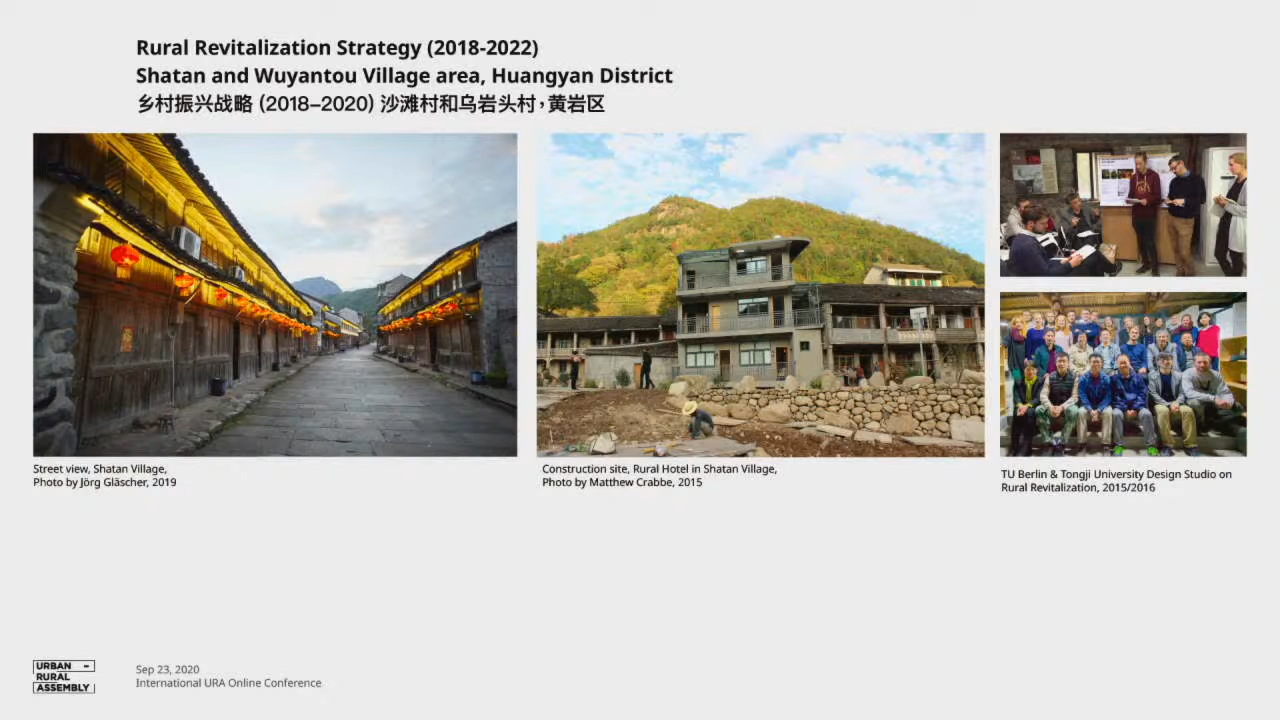 Rural Revitalization Strategy (2018-2022)
Shatan and Wuyantou Village area, Huangyan District
乡村振兴战略 (2018–2020) 沙滩村和乌岩头村，黄岩区
Street view, Shatan Village,
Photo by Jörg Gläscher, 2019
Construction site, Rural Hotel in Shatan Village,
Photo by Matthew Crabbe, 2015
TU Berlin & Tongji University Design Studio on
Rural Revitalization, 2015/2016
URBAN –
RURAL
ASSEMBLY
Sep 23, 2020
International URA Online Conference